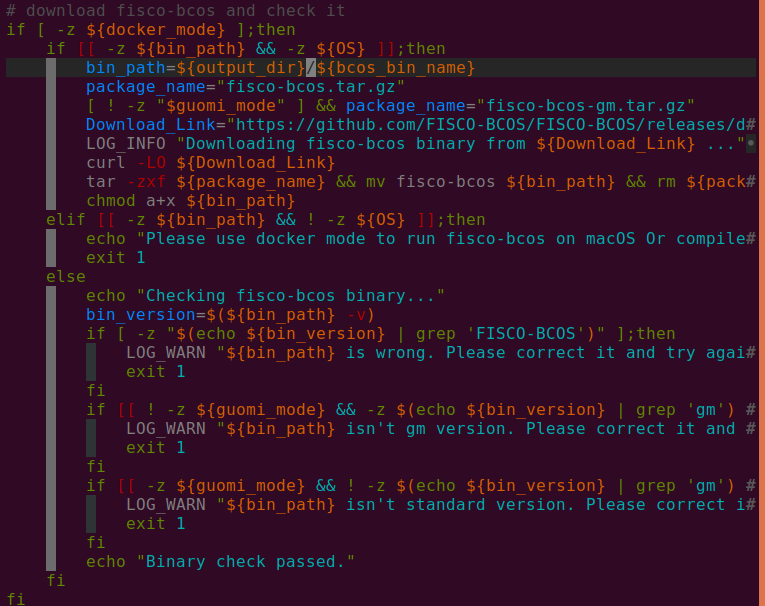 # download fisco-bcos and check it
if [ -z ${docker_mode} ];then
    if [[ -z ${bin_path} && -z ${OS} ]];then
        bin_path=${output_dir}/${bcos_bin_name}
        package_name="fisco-bcos.tar.gz"
        [ ! -z "$guomi_mode" ] && package_name="fisco-bcos-gm.tar.gz"
        Download_Link="https://github.com/FISCO-BCOS/FISCO-BCOS/releases/d#
        LOG_INFO "Downloading fisco-bcos binary from ${Download_Link} ..."•
        curl -LO ${Download_Link}
        tar -zxf ${package_name} && mv fisco-bcos ${bin_path} && rm ${pack#
        chmod a+x ${bin_path}
    elif [[ -z ${bin_path} && ! -z ${OS} ]];then
        echo "Please use docker mode to run fisco-bcos on macOS Or compile#
        exit 1
    else
        echo "Checking fisco-bcos binary..."
        bin_version=$(${bin_path} -v)
        if [ -z "$(echo ${bin_version} | grep 'FISCO-BCOS')" ];then
            LOG_WARN "${bin_path} is wrong. Please correct it and try agai#
            exit 1
        fi
        if [[ ! -z ${guomi_mode} && -z $(echo ${bin_version} | grep 'gm') #
            LOG_WARN "${bin_path} isn't gm version. Please correct it and #
            exit 1
        fi
        if [[ -z ${guomi_mode} && ! -z $(echo ${bin_version} | grep 'gm') #
            LOG_WARN "${bin_path} isn't standard version. Please correct i#
            exit 1
        fi
        echo "Binary check passed."
    fi
fi